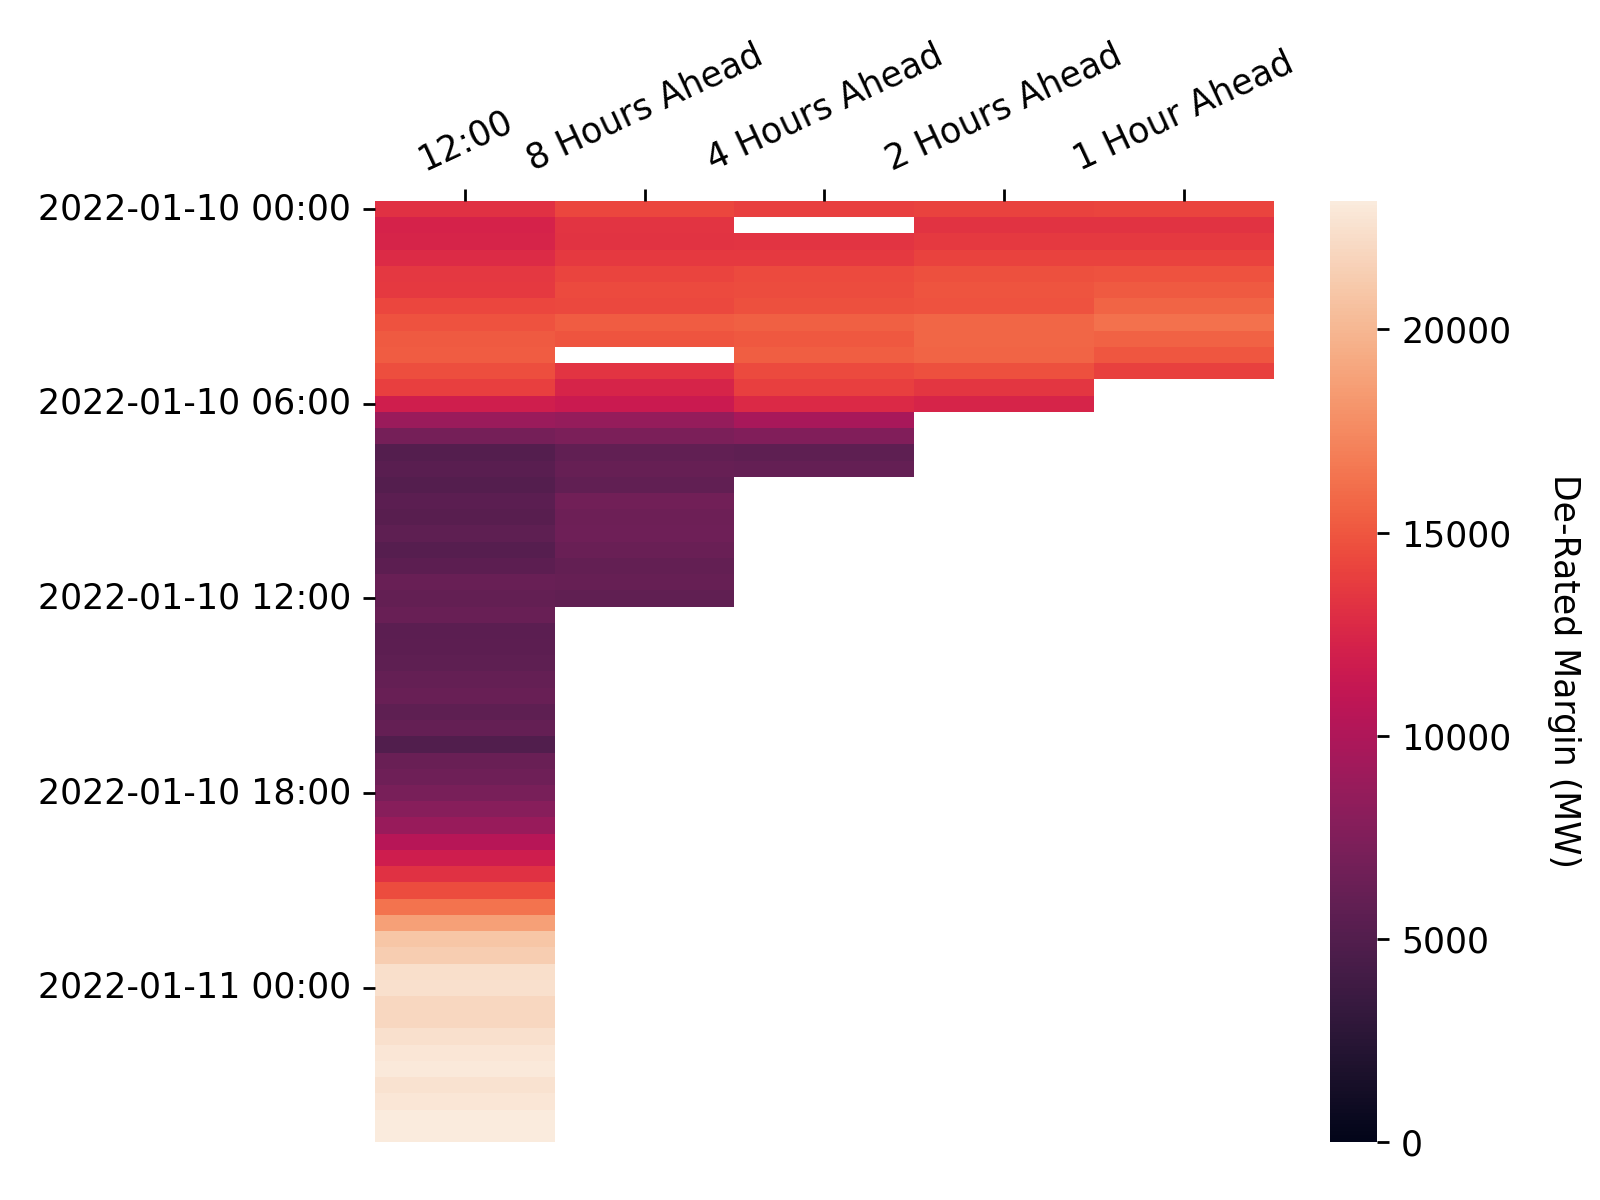 12:00
8 Hours Ahead
4 Hours Ahead
2 Hours Ahead
1 Hour Ahead
2022-01-10 00:00
2022-01-10 06:00
2022-01-10 12:00
2022-01-10 18:00
2022-01-11 00:00
20000
15000
10000
5000
0
De-Rated Margin (MW)